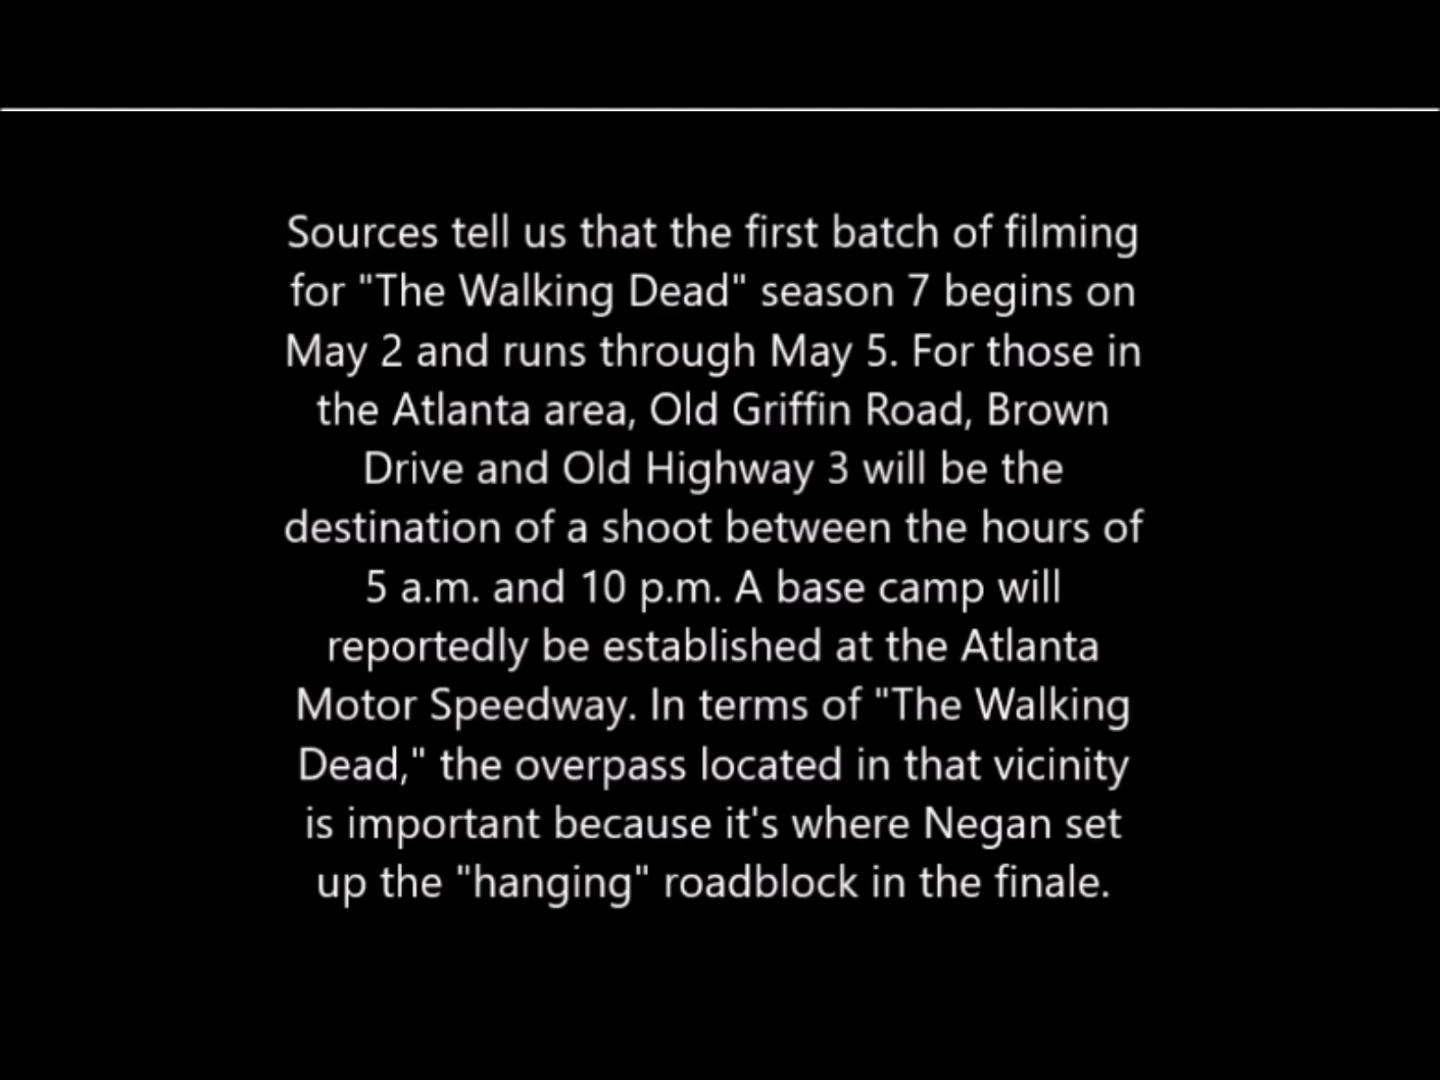 Sources tell us that the first batch of filming
for "The Walking Dead" season 7 begins on
May 2 and runs through May 5. For those in
the Atlanta area, Old Griffin Road, Brown
Drive and Old Highway 3 will be the
destination of a shoot between the hours of
5 a.m. and 10 p.m. A base camp will
reportedly be established at the Atlanta
Motor Speedway. In terms of "The Walking
Dead," the overpass located in that vicinity
is important because it's where Negan set
up the "hanging" roadblock in the finale.